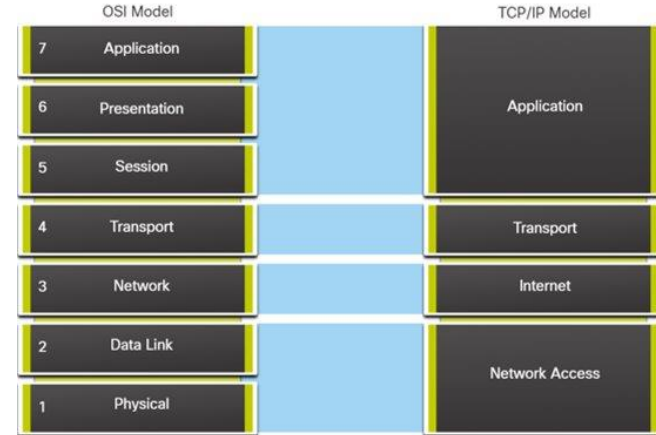 OSI Model
TCP/IP Model
7 Application
6 Presentation
5 Session
Application
4 Transport
Transport
3 Network
Internet
2 Data Link
1 Physical
Network Access